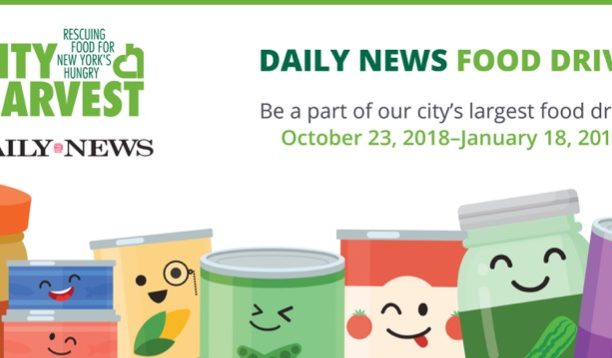 RESCUING
FOOD FOR
NEW YORK'S
HUNGRY
ITY
ARVEST
AILY NEWS
DAILY NEWS FOOD DRIV
Be a part of our city's largest food dr
October 23, 2018–January 18, 201